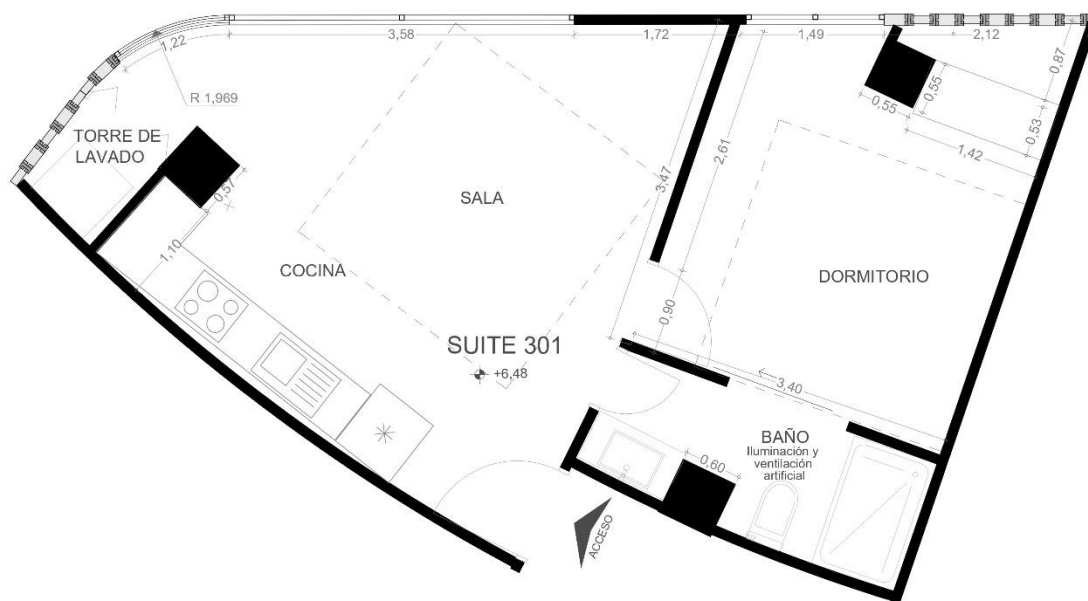 1,22
3,58
1,72
1,49
2,12
0,87
R 1,969
0,55
0,55
0,53
1,42
TORRE DE
LAVADO
2,61
3,47
0,57
SALA
1,10
COCINA
DORMITORIO
0,90
SUITE 301
+6,48
3,40
BAÑO
Iluminación y
ventilación
artificial
0,60
ACCESO